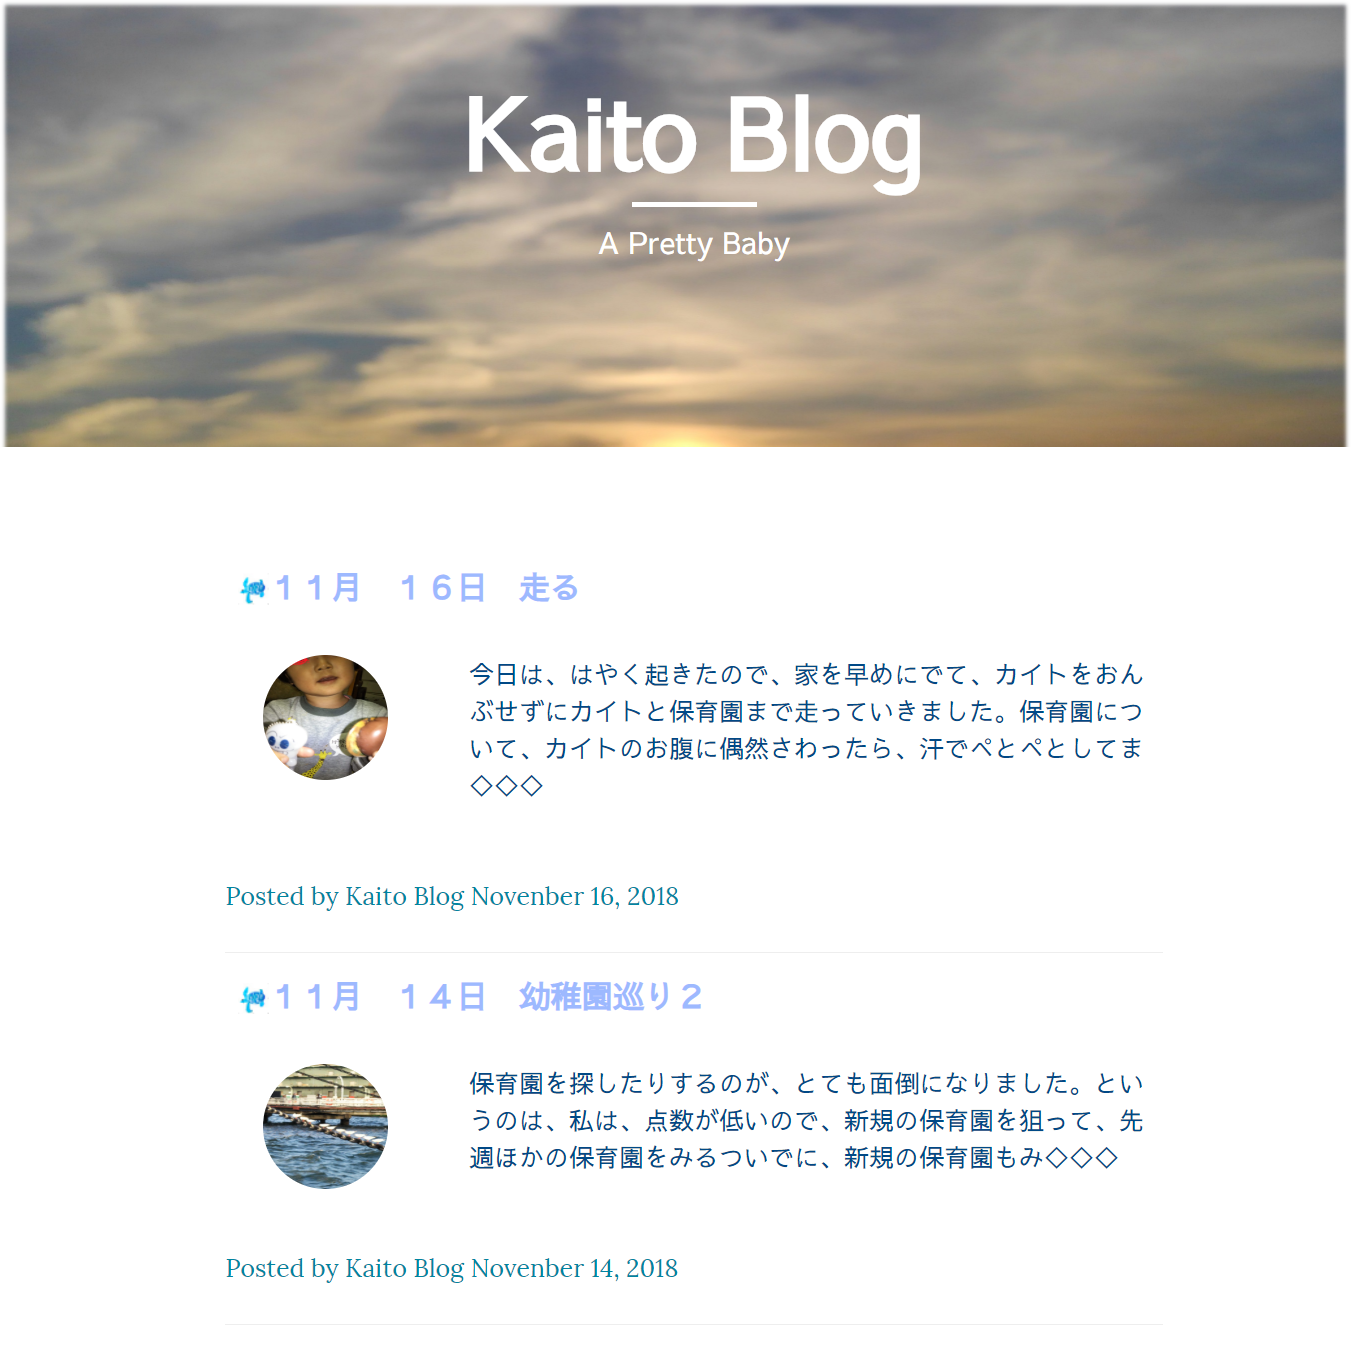 Kaito Blog
A Pretty Baby
１１月　１６日　走る
今日は、はやく起きたので、家を早めにでて、カイトをおん
ぶせずにカイトと保育園まで走っていきました。保育園につ
いて、カイトのお腹に偶然さわったら、汗でぺとぺとしてま
◇◇◇
Posted by Kaito Blog Novenber 16, 2018
１１月　１４日　幼稚園巡り２
保育園を探したりするのが、とても面倒になりました。とい
うのは、私は、点数が低いので、新規の保育園を狙って、先
週ほかの保育園をみるついでに、新規の保育園もみ◇◇◇
Posted by Kaito Blog Novenber 14, 2018